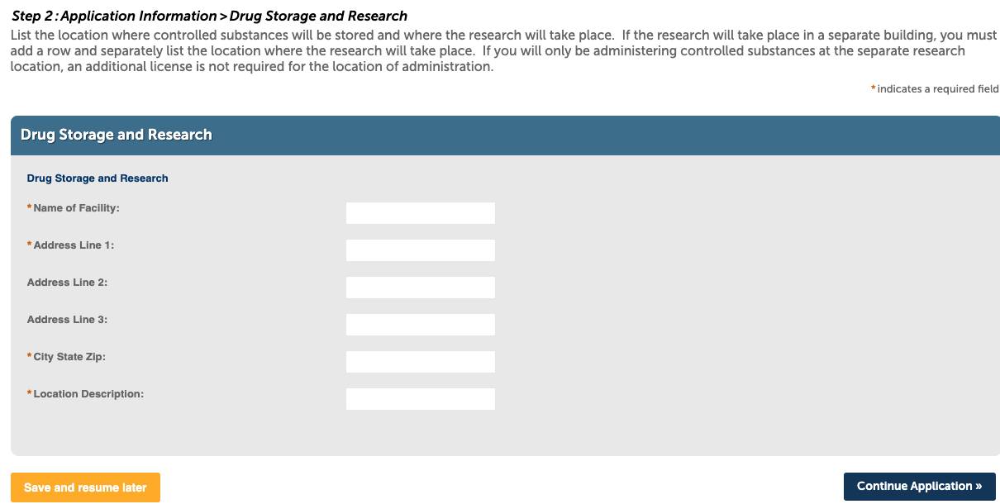 Step 2: Application Information > Drug Storage and Research
List the location where controlled substances will be stored and where the research will take place.  If the research will take place in a separate building, you must
add a row and separately list the location where the research will take place.  If you will only be administering controlled substances at the separate research
location, an additional license is not required for the location of administration.
* indicates a required field
Drug Storage and Research
Drug Storage and Research
* Name of Facility:
* Address Line 1:
Address Line 2:
Address Line 3:
* City State Zip:
* Location Description:
Save and resume later
Continue Application »